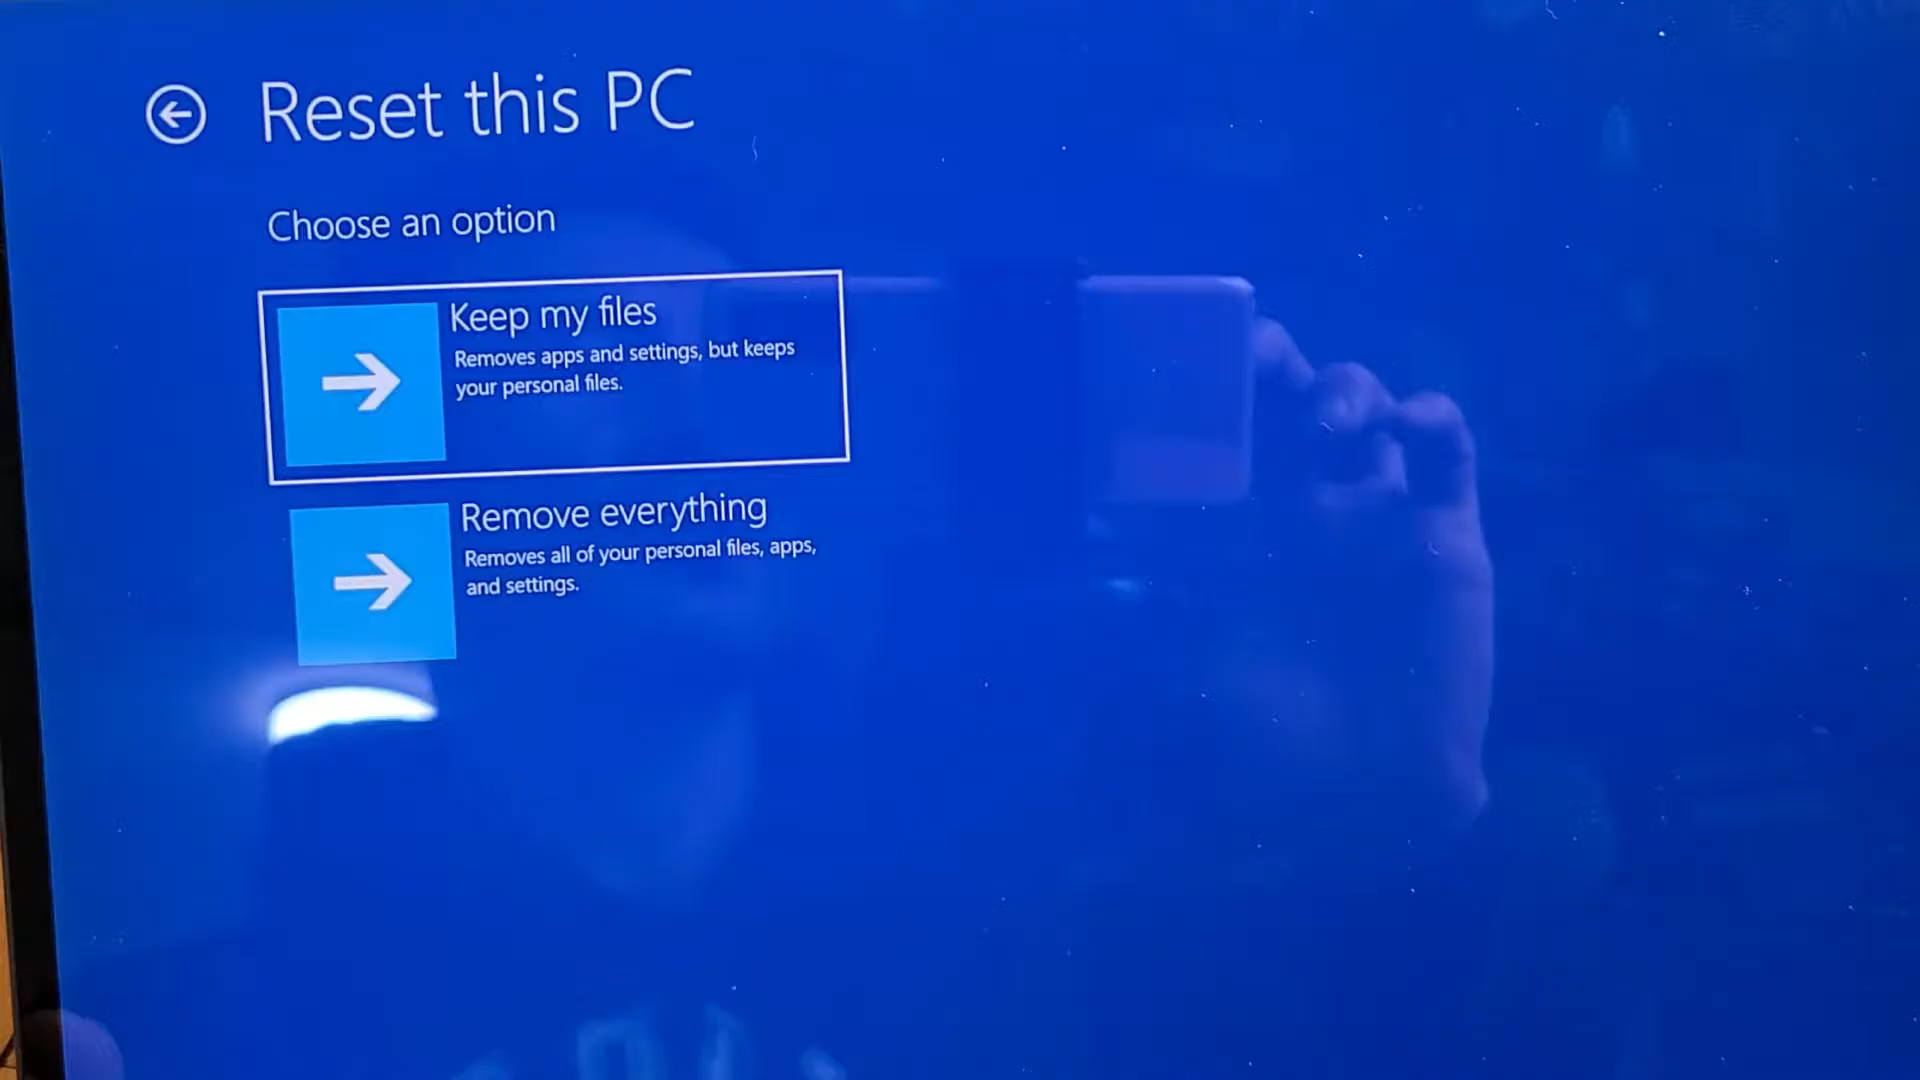 Reset this PC
Choose an option
Keep my files
Removes apps and settings, but keeps
your personal files.
Remove everything
Removes all of your personal files, apps,
and settings.